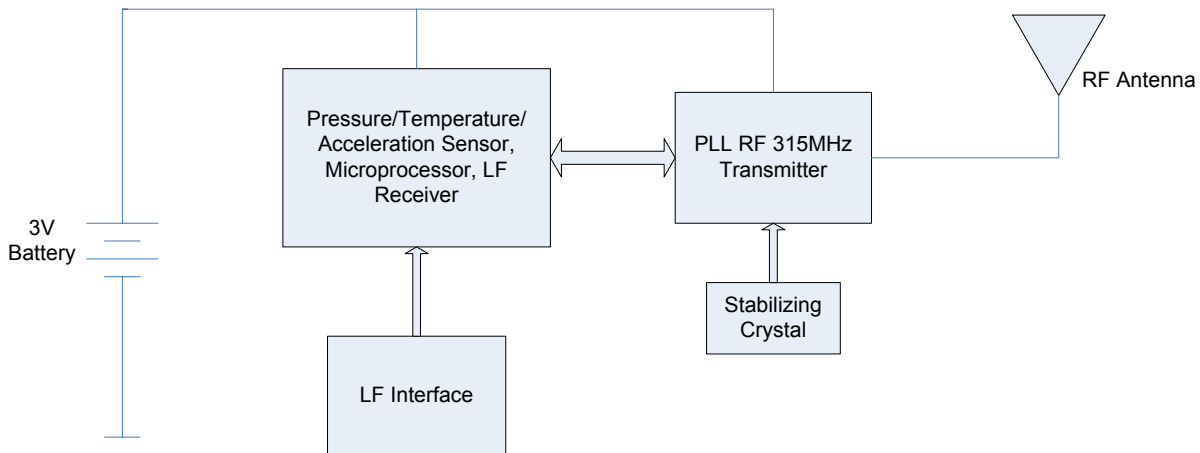 RF Antenna
Pressure/Temperature/
Acceleration Sensor,
Microprocessor, LF
Receiver
PLL RF 315MHz
Transmitter
3V
Battery
Stabilizing
Crystal
LF Interface